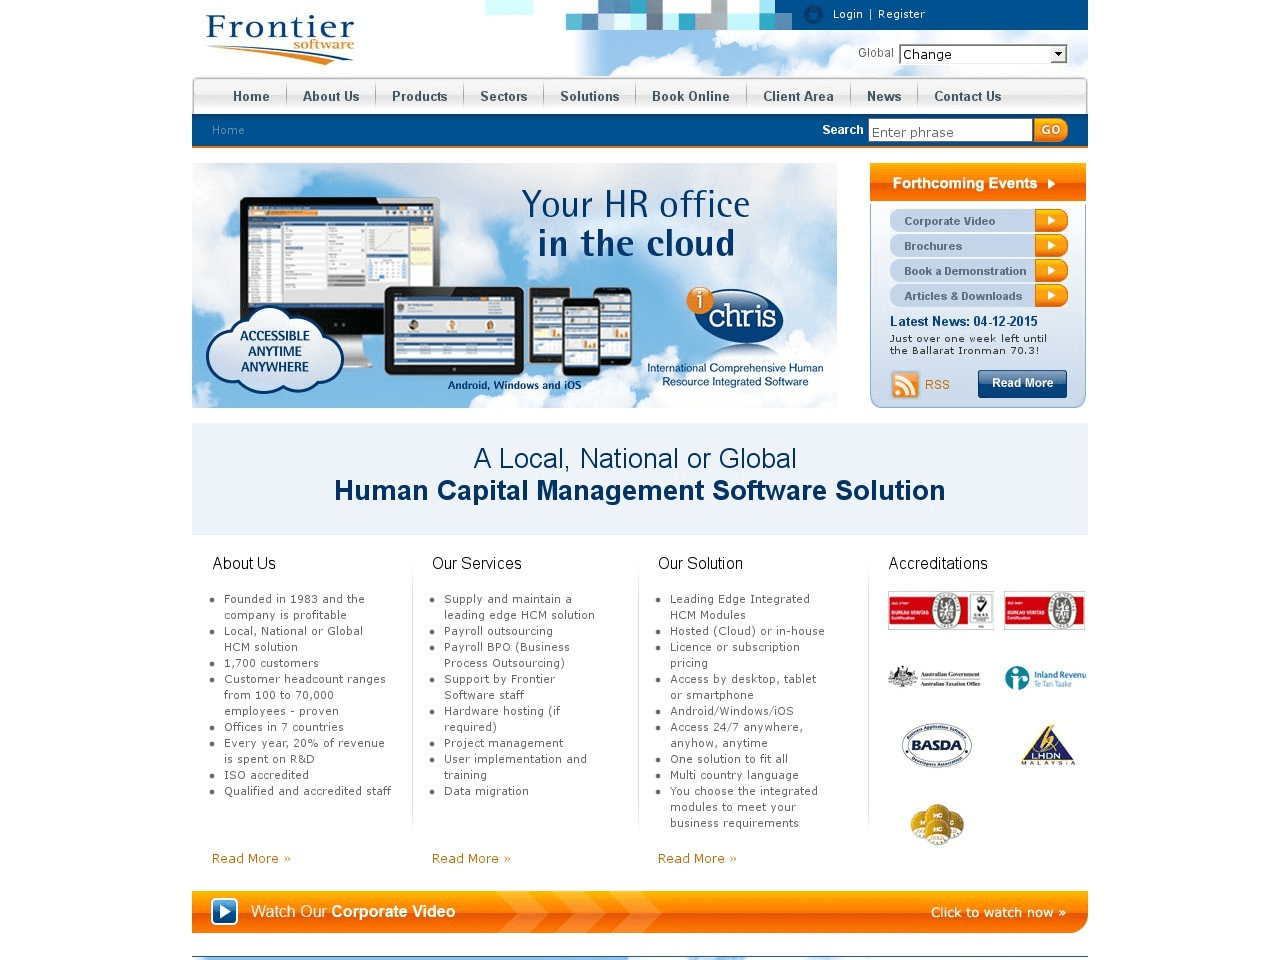 Frontier
software
Login | Register
Global Change
Home About Us Products Sectors Solutions Book Online Client Area News Contact Us
Home
Search Enter phrase GO
Your HR office
in the cloud
ACCESSIBLE
ANYTIME
ANYWHERE
Android, Windows and iOS
i
chris
International Comprehensive Human
Resource Integrated Software
Forthcoming Events
Corporate Video
Brochures
Book a Demonstration
Articles & Downloads
Latest News: 04-12-2015
Just over one week left until
the Ballarat Ironman 70.3!
RSS
Read More
A Local, National or Global
Human Capital Management Software Solution
About Us
Founded in 1983 and the
company is profitable
Local, National or Global
HCM solution
1,700 customers
Customer headcount ranges
from 100 to 70,000
employees - proven
Offices in 7 countries
Every year, 20% of revenue
is spent on R&D
ISO accredited
Qualified and accredited staff
Read More »
Our Services
Supply and maintain a
leading edge HCM solution
Payroll outsourcing
Payroll BPO (Business
Process Outsourcing)
Support by Frontier
Software staff
Hardware hosting (if
required)
Project management
User implementation and
training
Data migration
Read More »
Our Solution
Leading Edge Integrated
HCM Modules
Hosted (Cloud) or in-house
Licence or subscription
pricing
Access by desktop, tablet
or smartphone
Android/Windows/iOS
Access 24/7 anywhere,
anyhow, anytime
One solution to fit all
Multi country language
You choose the integrated
modules to meet your
business requirements
Read More »
Accreditations
BUREAU VERITAS
Certification
BUREAU VERITAS
Certification
Australian Government
Australian Taxation Office
Inland Revenu
Te Tari Taake
Business Application Software
BASDA
Developers Association
LHDN
MALAYSIA
Watch Our Corporate Video
Click to watch now »